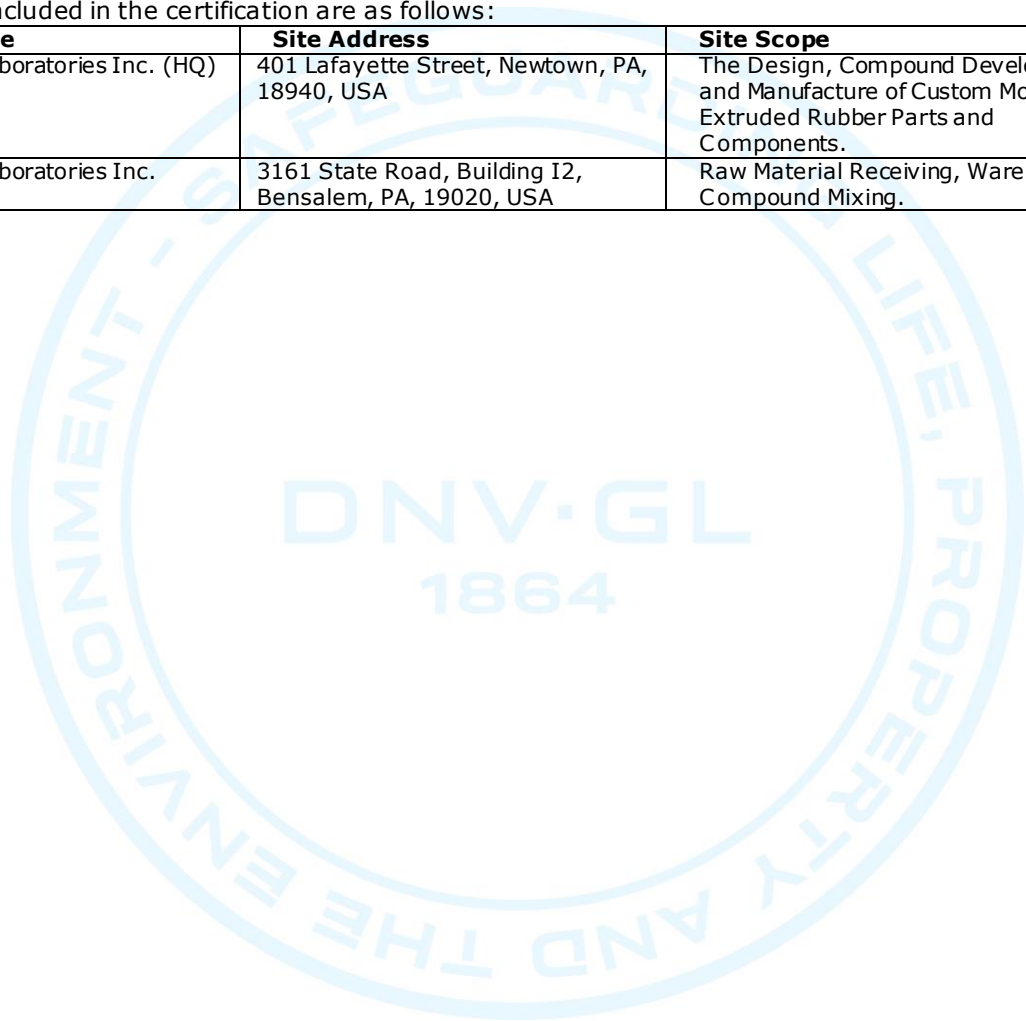 cluded in the certification are as follows:
e Site Address Site Scope
boratories Inc. (HQ) 401 Lafayette Street, Newtown, PA, The Design, Compound Devel
18940, USA and Manufacture of Custom Mo
Extruded Rubber Parts and
Components.
boratories Inc. 3161 State Road, Building I2, Raw Material Receiving, Ware
Bensalem, PA, 19020, USA Compound Mixing.
SAFEGUARDING LIFE, PROPERTY AND THE ENVIRONMENT -
DNV·GL
1864